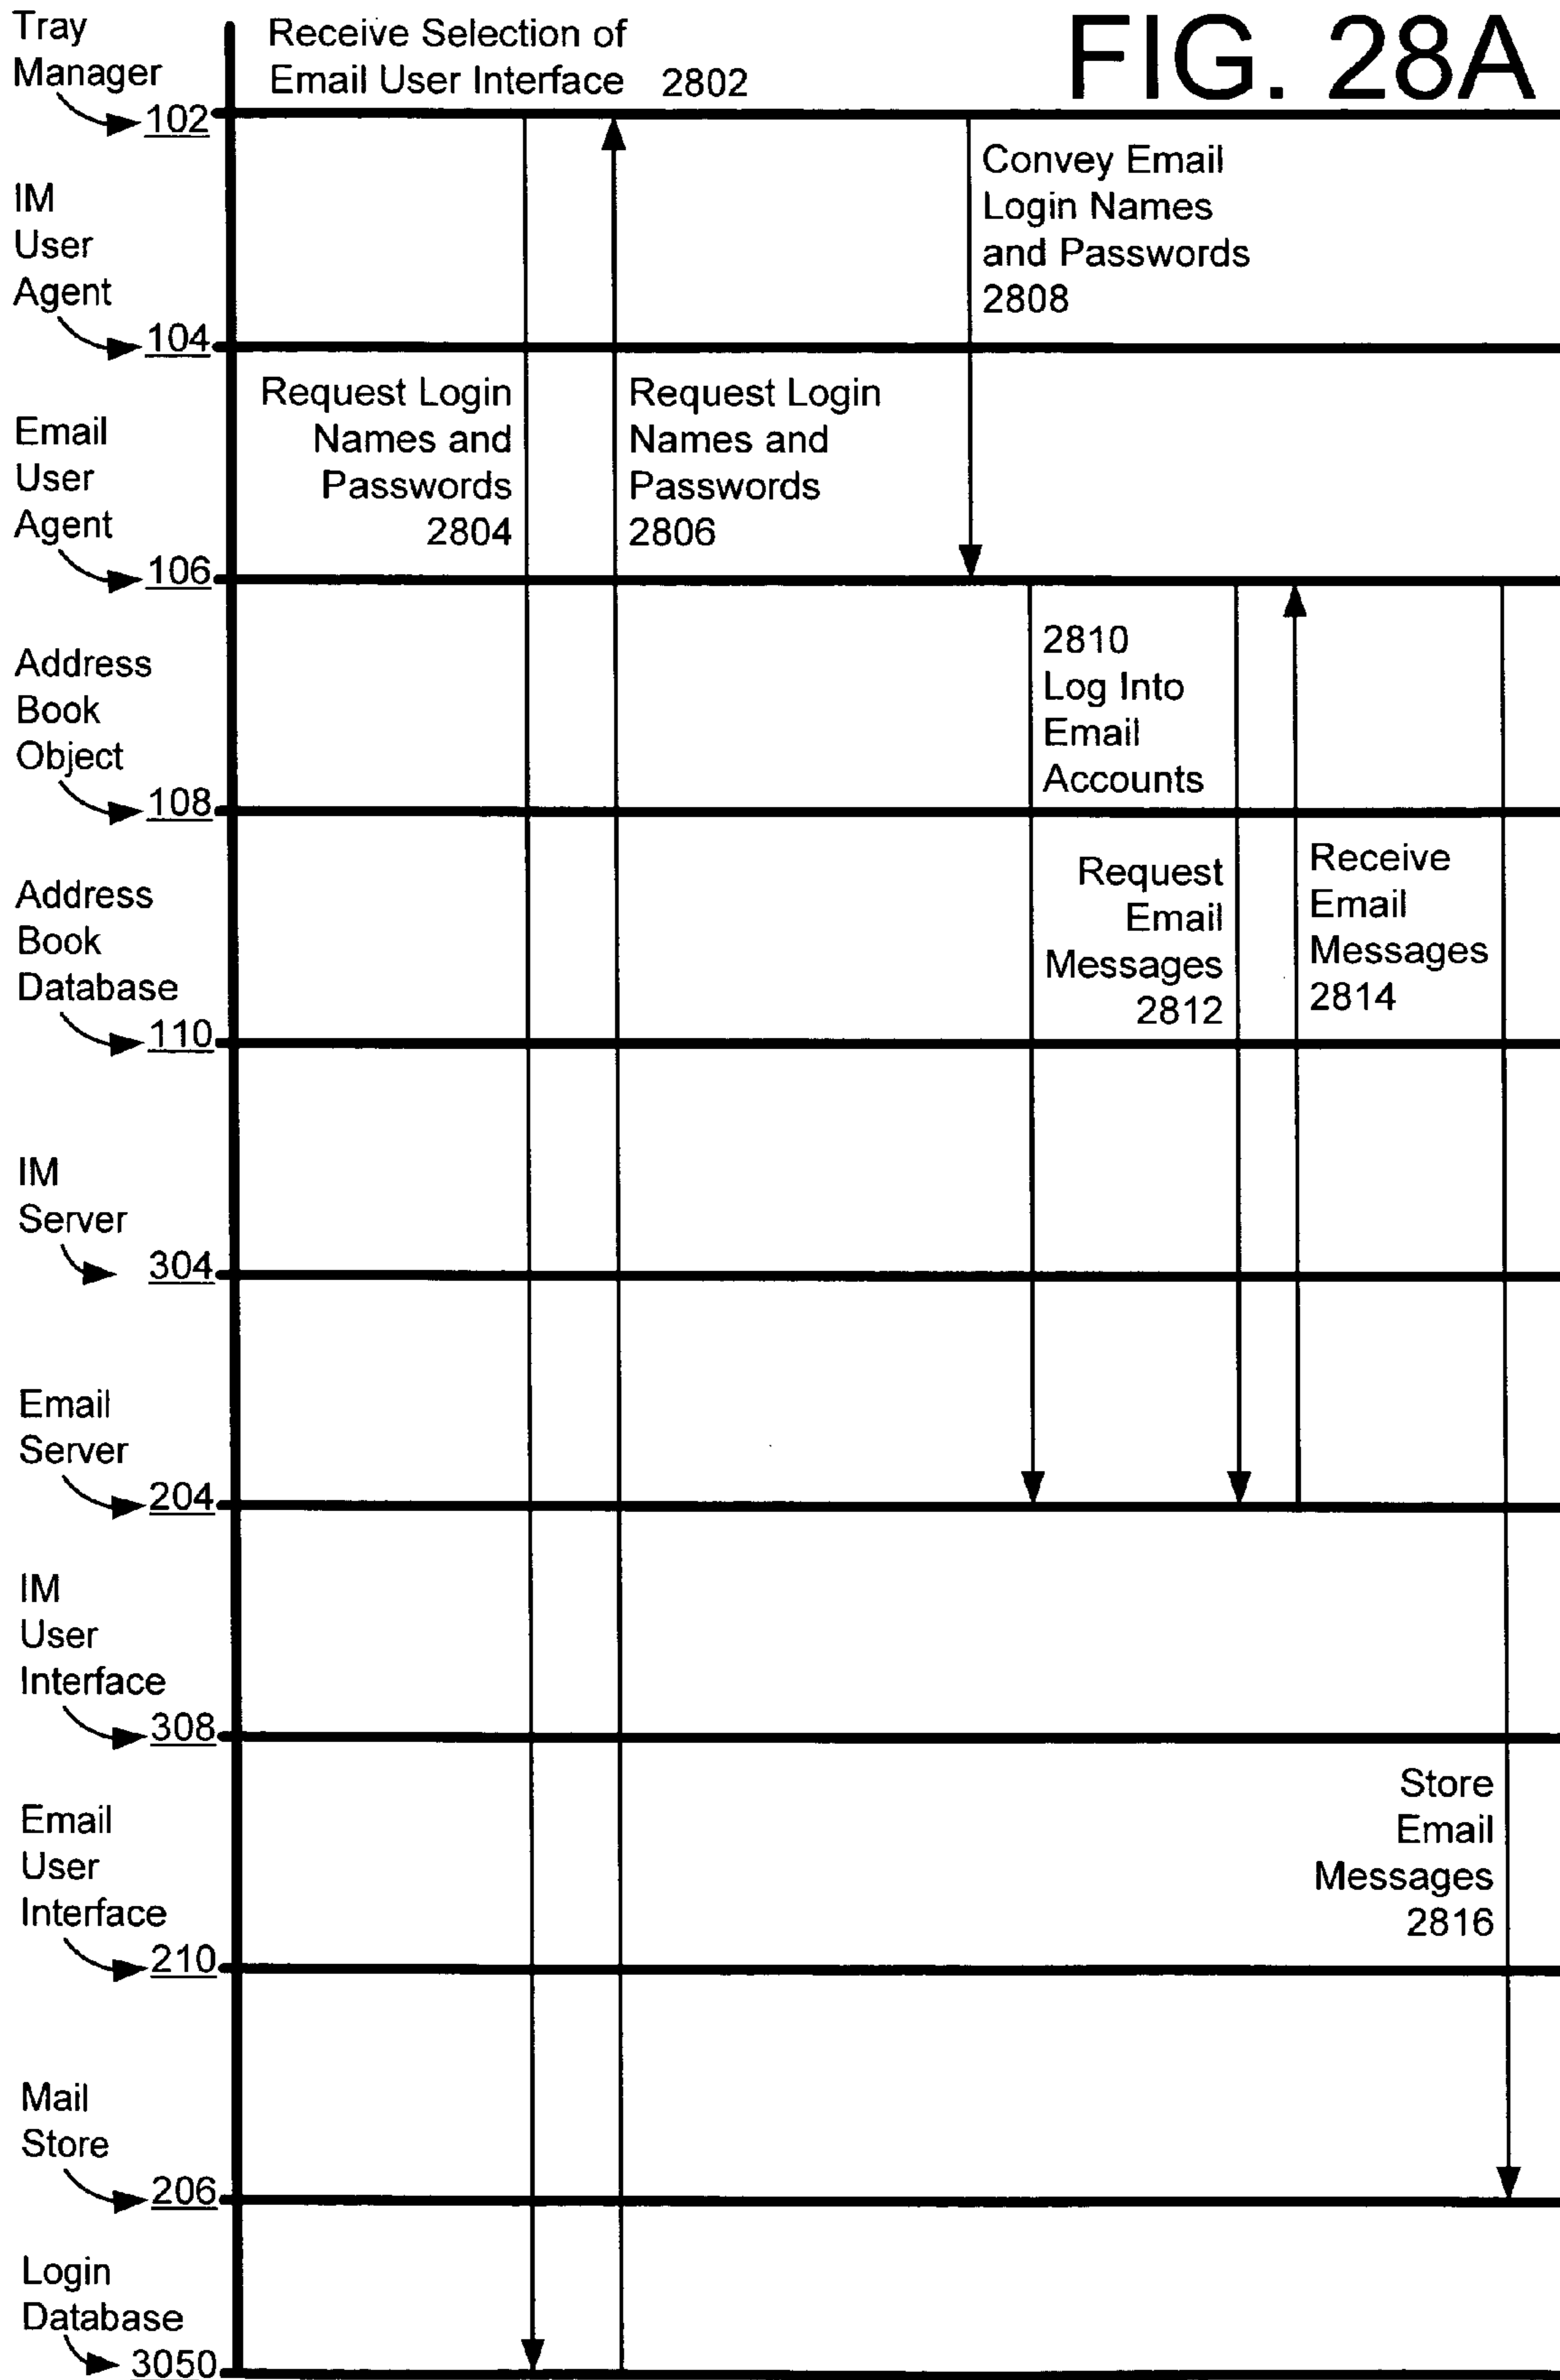 FIG. 28A
Tray
Manager
102
Receive Selection of
Email User Interface 2802
Convey Email
Login Names
and Passwords
2808
IM
User
Agent
104
Request Login
Names and
Passwords
2804
Request Login
Names and
Passwords
2806
Email
User
Agent
106
2810
Log Into
Email
Accounts
Address
Book
Object
108
Request
Email
Messages
2812
Receive
Email
Messages
2814
Address
Book
Database
110
IM
Server
304
Email
Server
204
IM
User
Interface
308
Store
Email
Messages
2816
Email
User
Interface
210
Mail
Store
206
Login
Database
3050